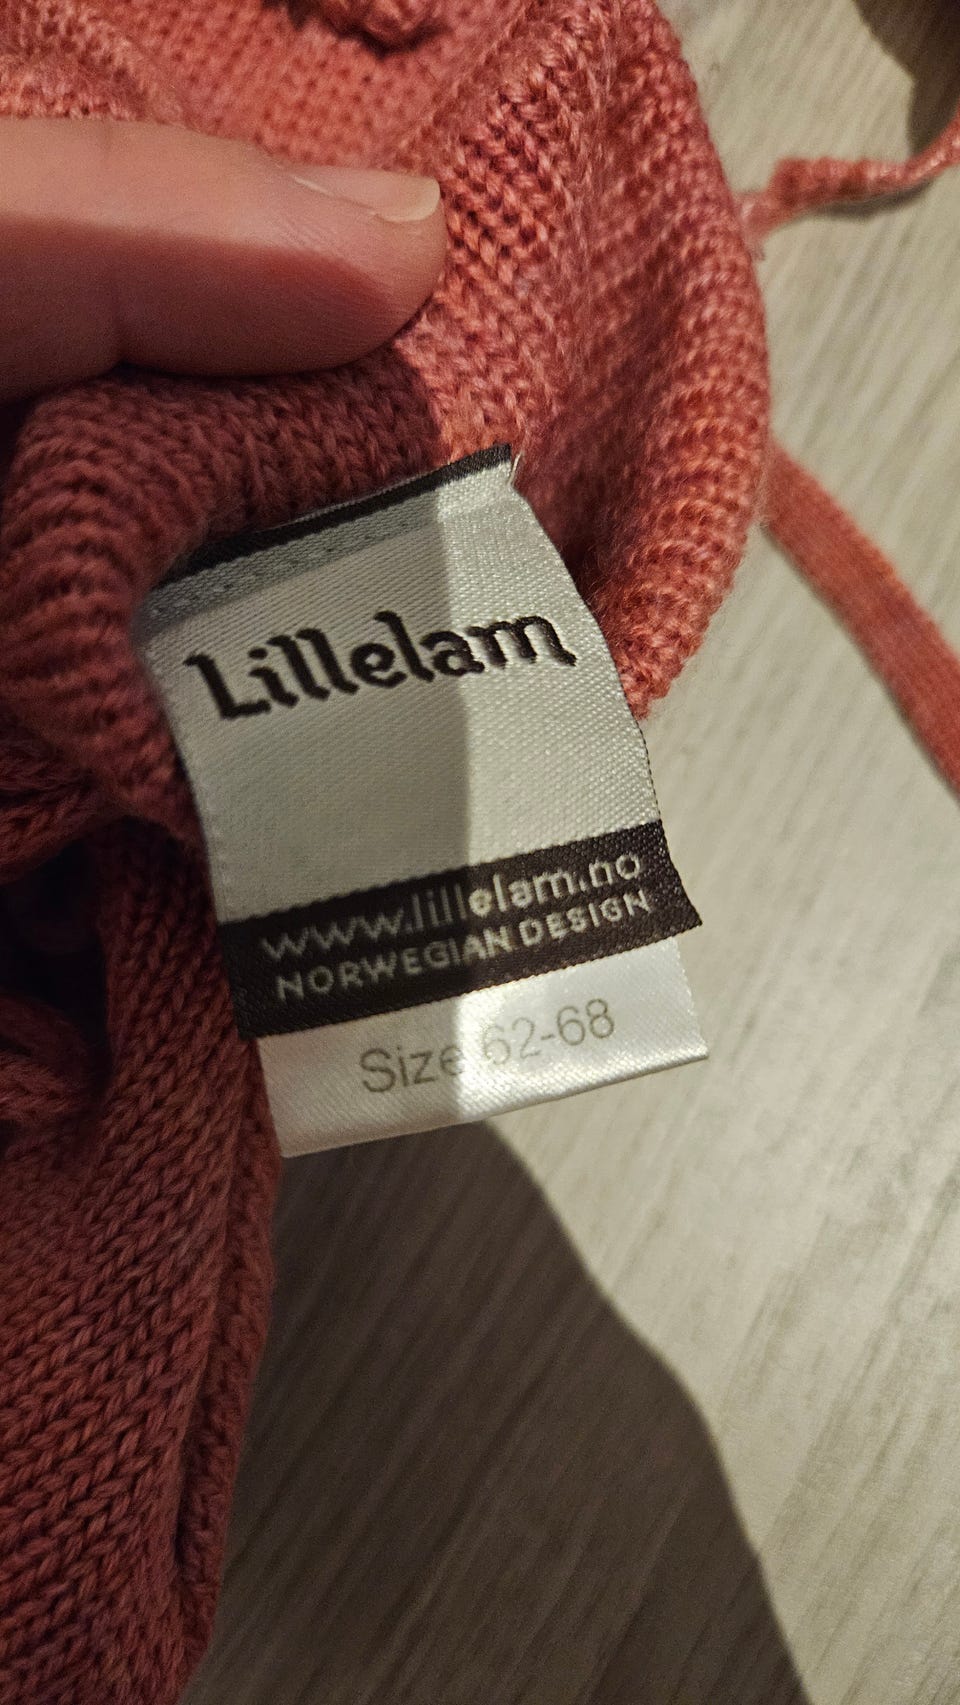 Lillelam
www.lillelam.no
NORWEGIAN DESIGN
Size 62-68